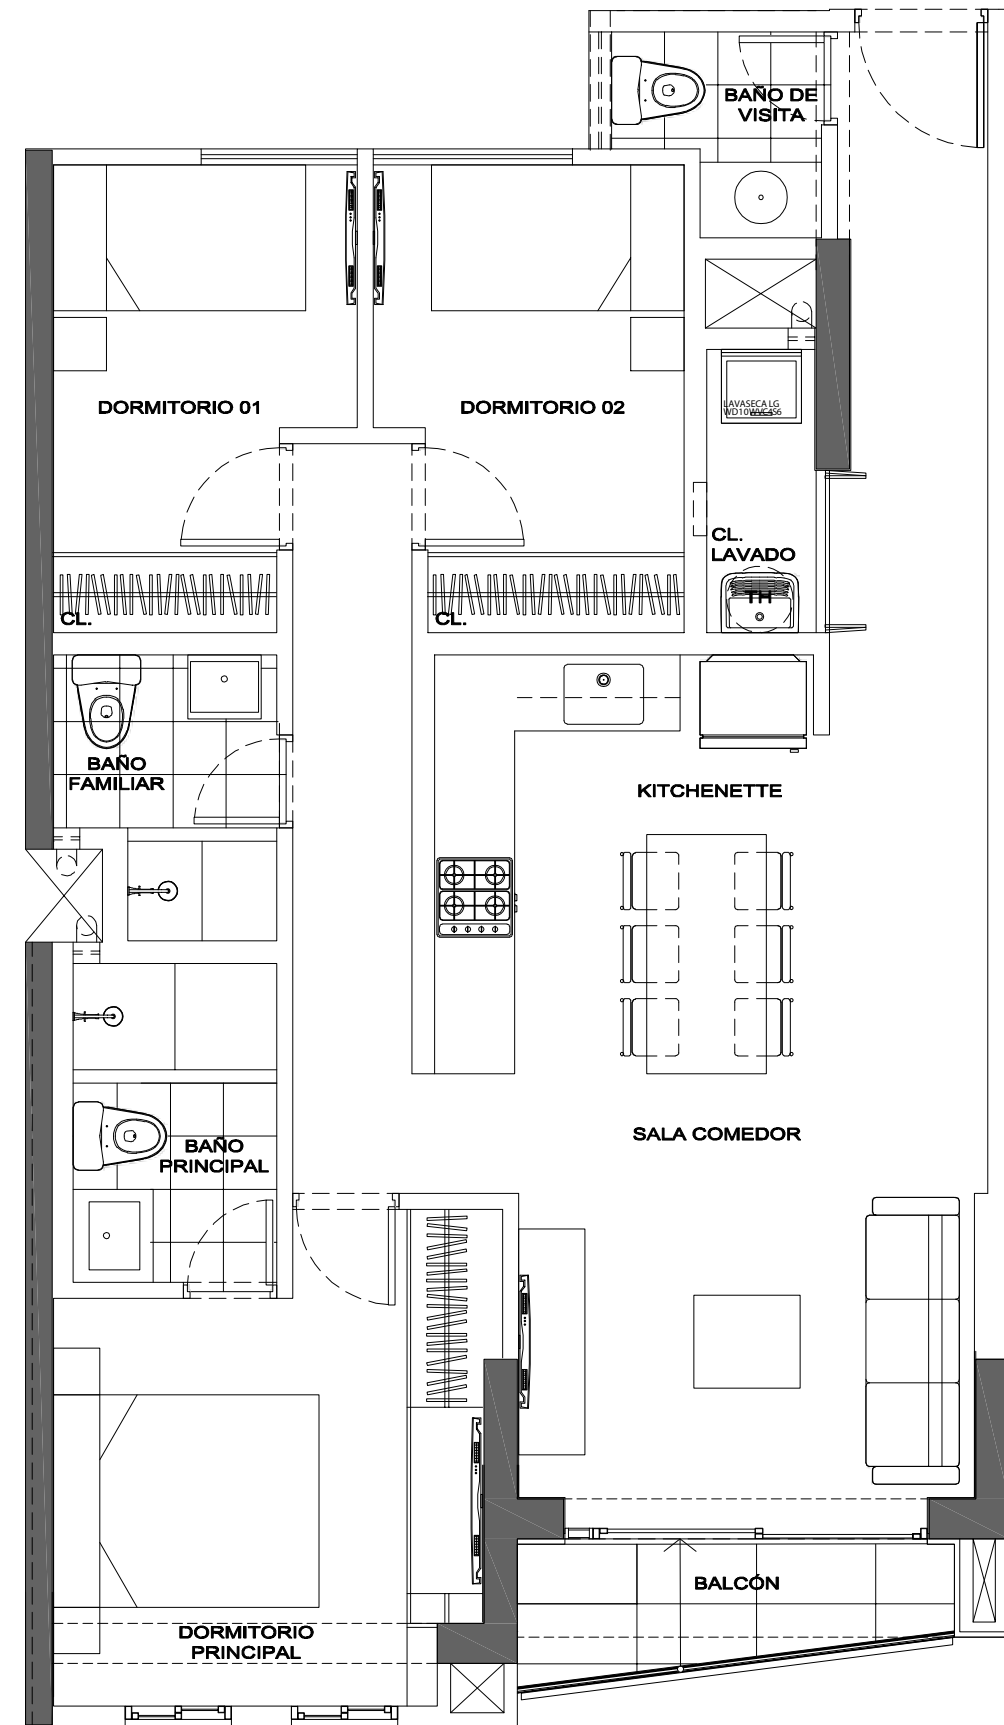 BAÑO DE
VISITA
DORMITORIO 01
DORMITORIO 02
LAVASECA LG
WD10WVC4S6
CL.
LAVADO
TH
CL.
CL.
BAÑO
FAMILIAR
KITCHENETTE
SALA COMEDOR
BAÑO
PRINCIPAL
BALCÓN
DORMITORIO
PRINCIPAL